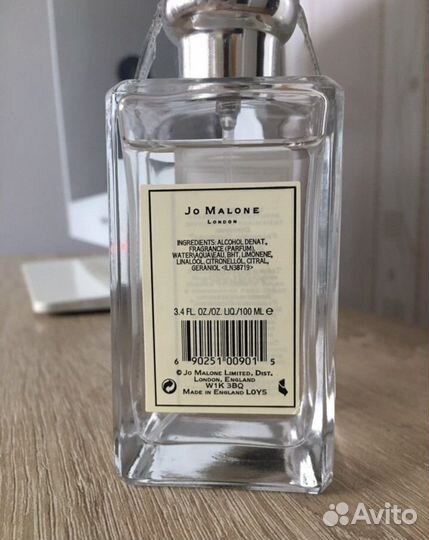 JO MALONE
LONDON
INGREDIENTS: ALCOHOL DENAT.,
FRAGRANCE (PARFUM),
WATER\AQUA\EAU, BHT, LIMONENE,
LINALOOL, CITRONELLOL, CITRAL,
GERANIOL <ILN38719>
3.4 FL. OZ./OZ. LIQ./100 ML ℮
6 90251 00901 5
© JO MALONE LIMITED, DIST.
LONDON, ENGLAND
W1K 3BQ
MADE IN ENGLAND LOY5
Avito